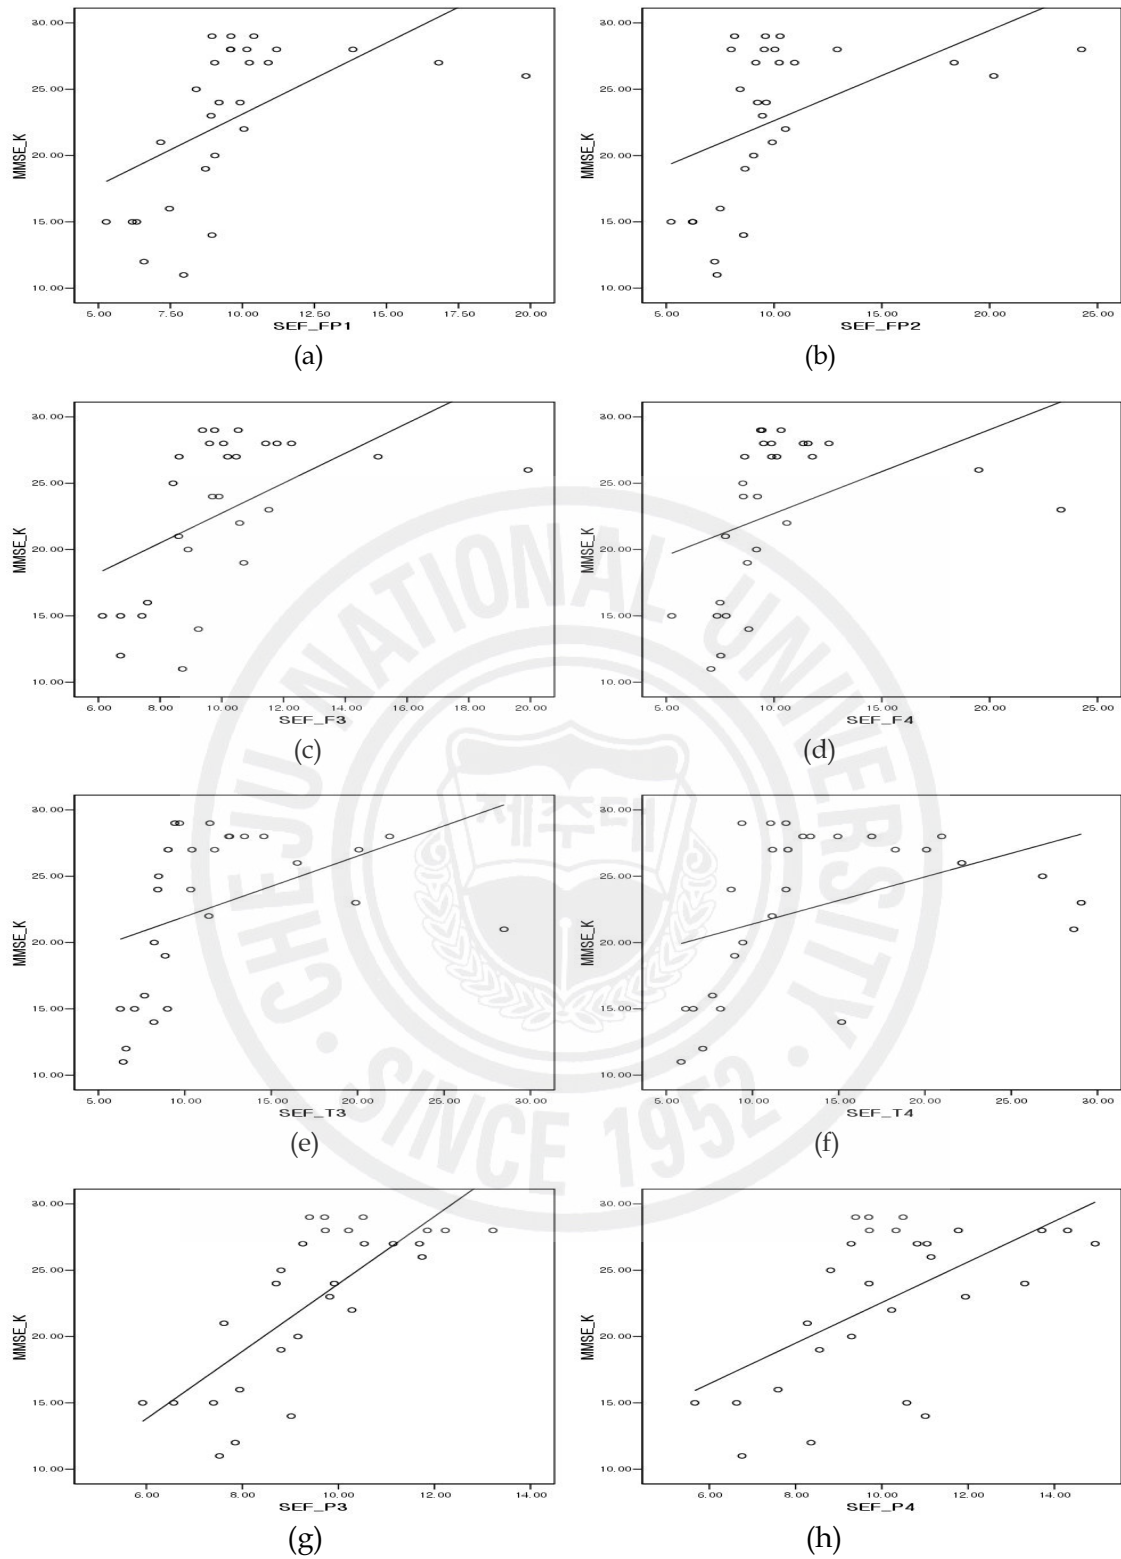 30.00
25.00
20.00
15.00
10.00
MMSE_K
5.00 7.50 10.00 12.50 15.00 17.50 20.00
SEF_FP1
(a)
30.00
25.00
20.00
15.00
10.00
MMSE_K
5.00 10.00 15.00 20.00 25.00
SEF_FP2
(b)
30.00
25.00
20.00
15.00
10.00
MMSE_K
6.00 8.00 10.00 12.00 14.00 16.00 18.00 20.00
SEF_F3
(c)
30.00
25.00
20.00
15.00
10.00
MMSE_K
5.00 10.00 15.00 20.00 25.00
SEF_F4
(d)
30.00
25.00
20.00
15.00
10.00
MMSE_K
5.00 10.00 15.00 20.00 25.00 30.00
SEF_T3
(e)
30.00
25.00
20.00
15.00
10.00
MMSE_K
5.00 10.00 15.00 20.00 25.00 30.00
SEF_T4
(f)
30.00
25.00
20.00
15.00
10.00
MMSE_K
6.00 8.00 10.00 12.00 14.00
SEF_P3
(g)
30.00
25.00
20.00
15.00
10.00
MMSE_K
6.00 8.00 10.00 12.00 14.00
SEF_P4
(h)
CHEJU NATIONAL UNIVERSITY
제주대
SINCE 1952